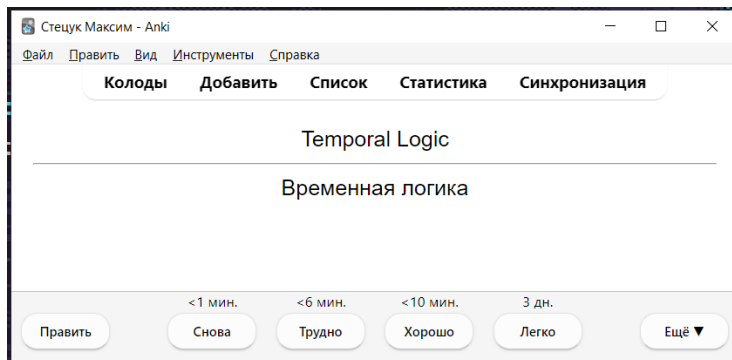 Стецук Максим - Anki
Файл Править Вид Инструменты Справка
Колоды Добавить Список Статистика Синхронизация
Temporal Logic
Временная логика
<1 мин. <6 мин. <10 мин. 3 дн.
Править Снова Трудно Хорошо Легко Ещё ▼